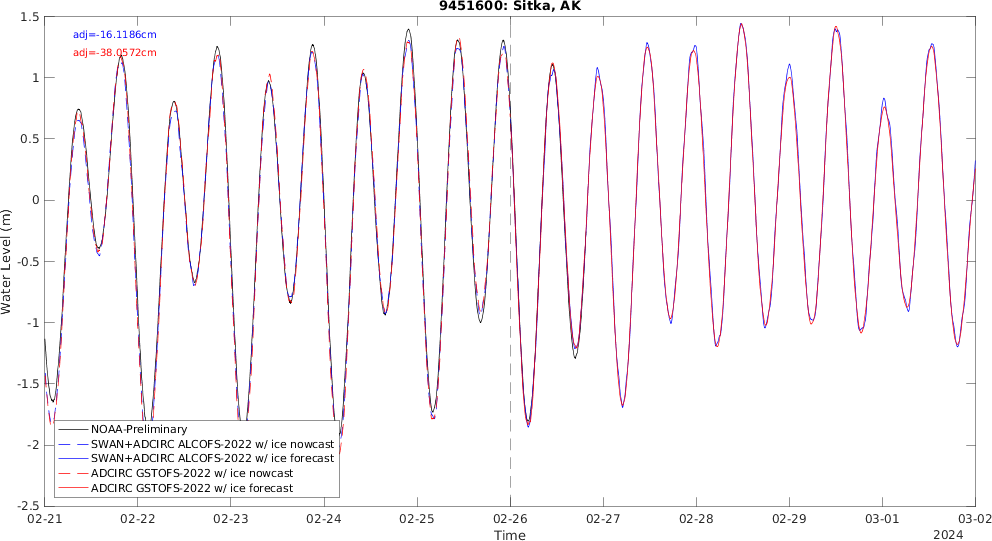 9451600: Sitka, AK
adj=-16.1186cm
adj=-38.0572cm
1.5
1
0.5
0
-0.5
-1
-1.5
-2
-2.5
Water Level (m)
NOAA-Preliminary
SWAN+ADCIRC ALCOFS-2022 w/ ice nowcast
SWAN+ADCIRC ALCOFS-2022 w/ ice forecast
ADCIRC GSTOFS-2022 w/ ice nowcast
ADCIRC GSTOFS-2022 w/ ice forecast
02-21 02-22 02-23 02-24 02-25 02-26 02-27 02-28 02-29 03-01 03-02
Time
2024